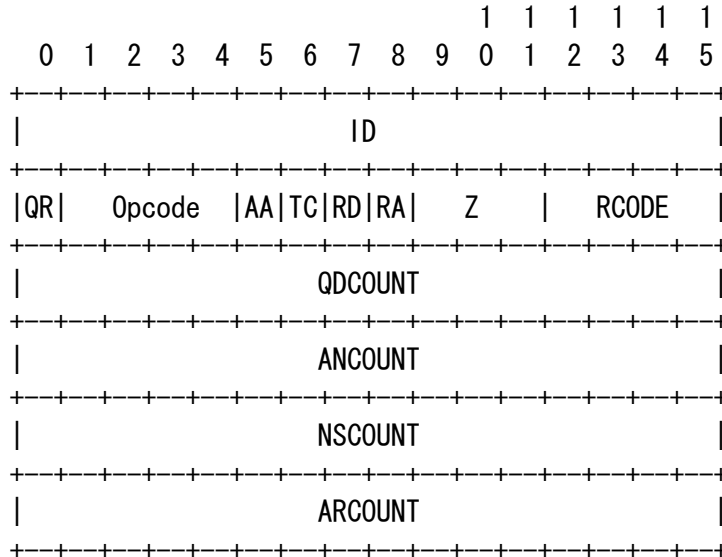 1  1  1  1  1  1
  0  1  2  3  4  5  6  7  8  9  0  1  2  3  4  5
+--+--+--+--+--+--+--+--+--+--+--+--+--+--+--+--+
|                      ID                       |
+--+--+--+--+--+--+--+--+--+--+--+--+--+--+--+--+
|QR|   Opcode  |AA|TC|RD|RA|   Z    |   RCODE   |
+--+--+--+--+--+--+--+--+--+--+--+--+--+--+--+--+
|                    QDCOUNT                    |
+--+--+--+--+--+--+--+--+--+--+--+--+--+--+--+--+
|                    ANCOUNT                    |
+--+--+--+--+--+--+--+--+--+--+--+--+--+--+--+--+
|                    NSCOUNT                    |
+--+--+--+--+--+--+--+--+--+--+--+--+--+--+--+--+
|                    ARCOUNT                    |
+--+--+--+--+--+--+--+--+--+--+--+--+--+--+--+--+